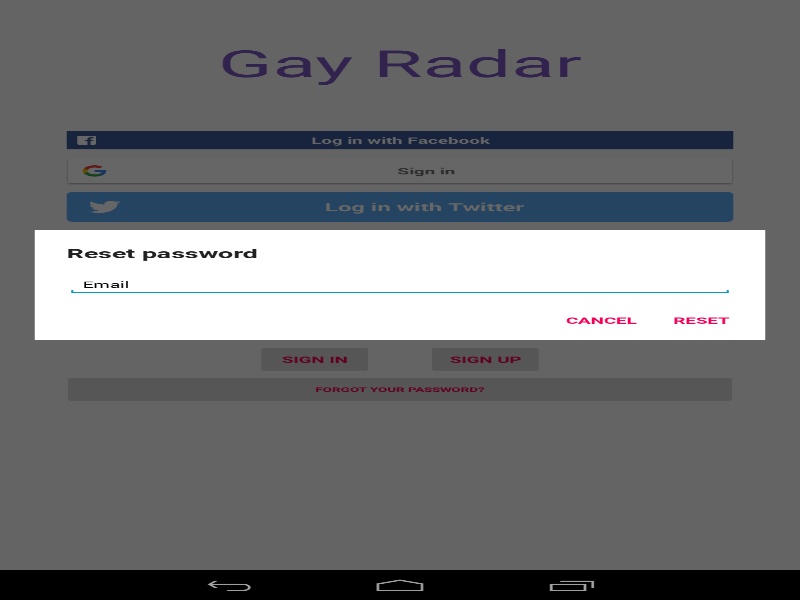 Gay Radar
Log in with Facebook
Sign in
Log in with Twitter
Reset password
Email
CANCEL RESET
SIGN IN SIGN UP
FORGOT YOUR PASSWORD?